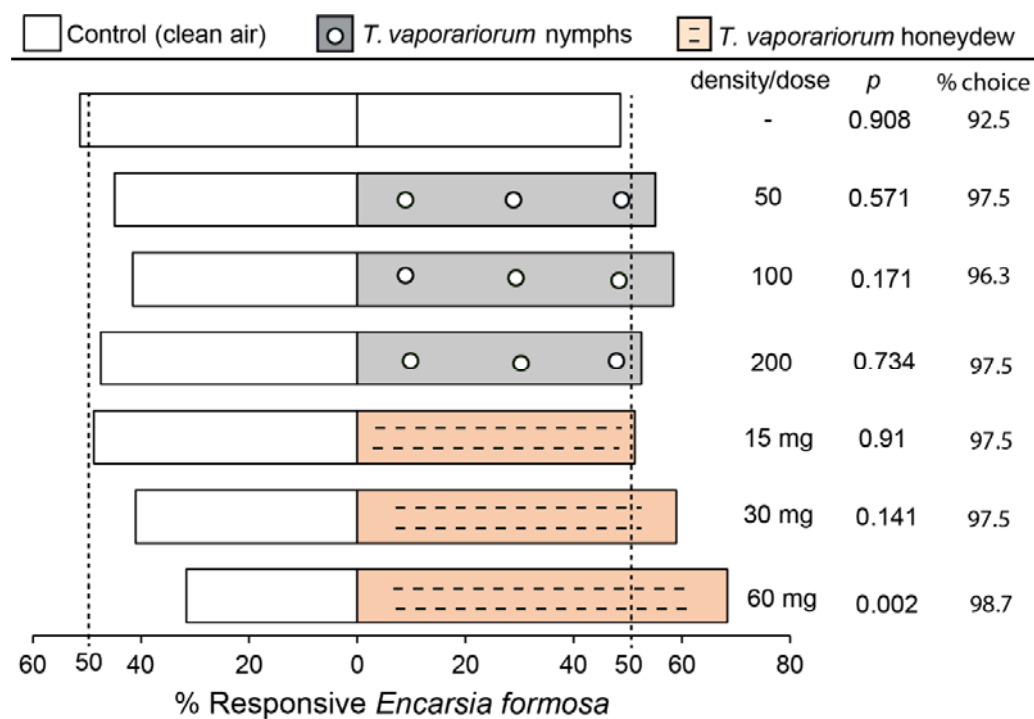 Control (clean air) T. vaporariorum nymphs T. vaporariorum honeydew
density/dose p % choice
- 0.908 92.5
50 0.571 97.5
100 0.171 96.3
200 0.734 97.5
15 mg 0.91 97.5
30 mg 0.141 97.5
60 mg 0.002 98.7
60 50 40 20 0 20 40 50 60 80
% Responsive Encarsia formosa